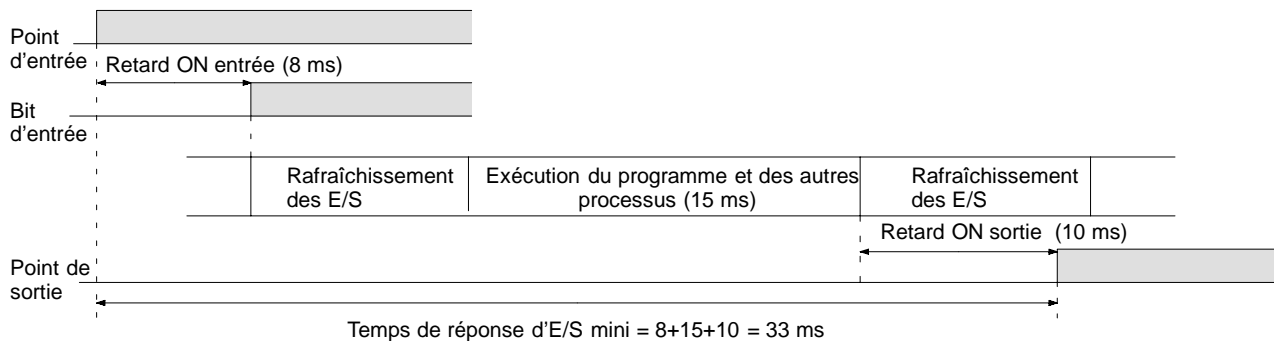 Point
d'entrée
Retard ON entrée (8 ms)
Bit
d'entrée
Rafraîchissement
des E/S
Exécution du programme et des autres
processus (15 ms)
Rafraîchissement
des E/S
Retard ON sortie (10 ms)
Point de
sortie
Temps de réponse d'E/S mini = 8+15+10 = 33 ms